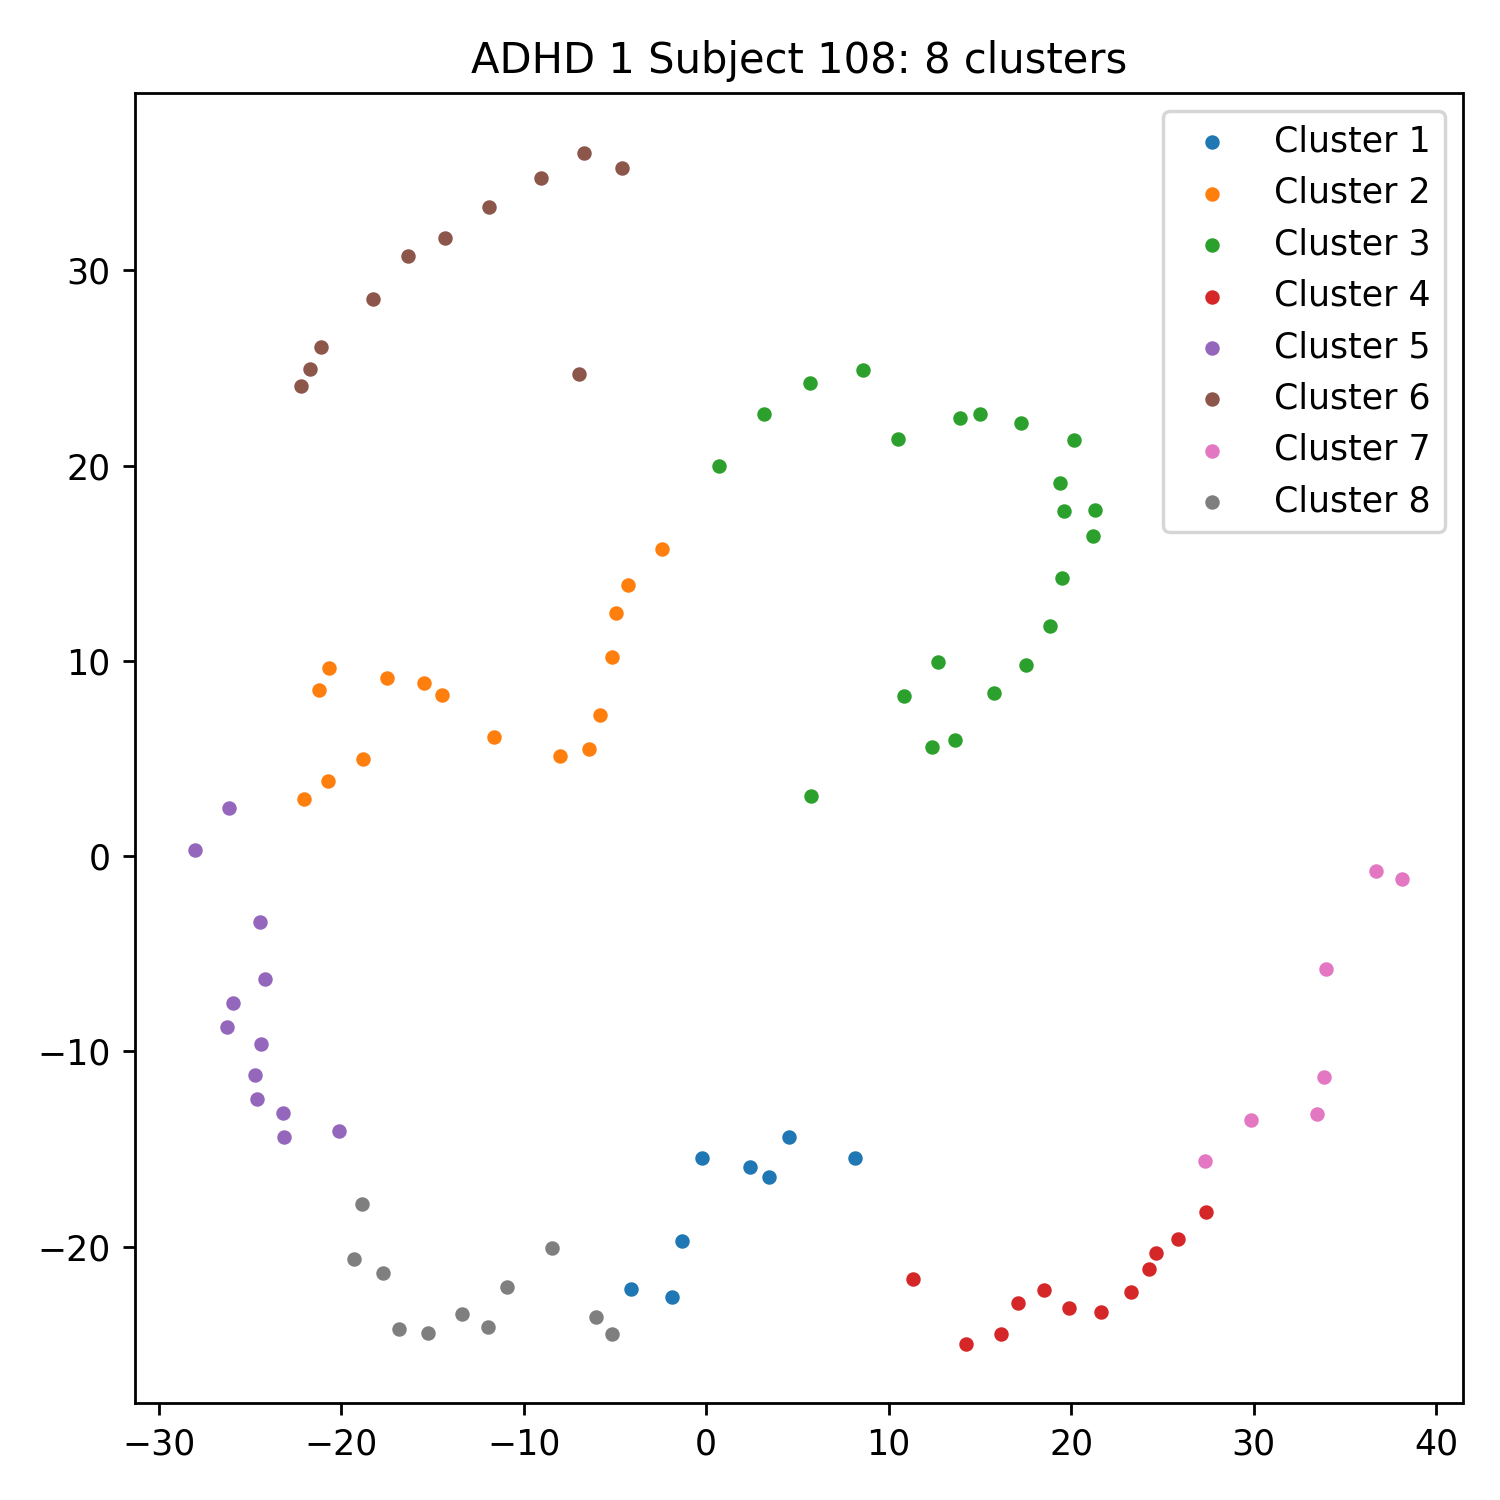 ADHD 1 Subject 108: 8 clusters
Cluster 1
Cluster 2
Cluster 3
Cluster 4
Cluster 5
Cluster 6
Cluster 7
Cluster 8
30
20
10
0
−10
−20
−30 −20 −10 0 10 20 30 40